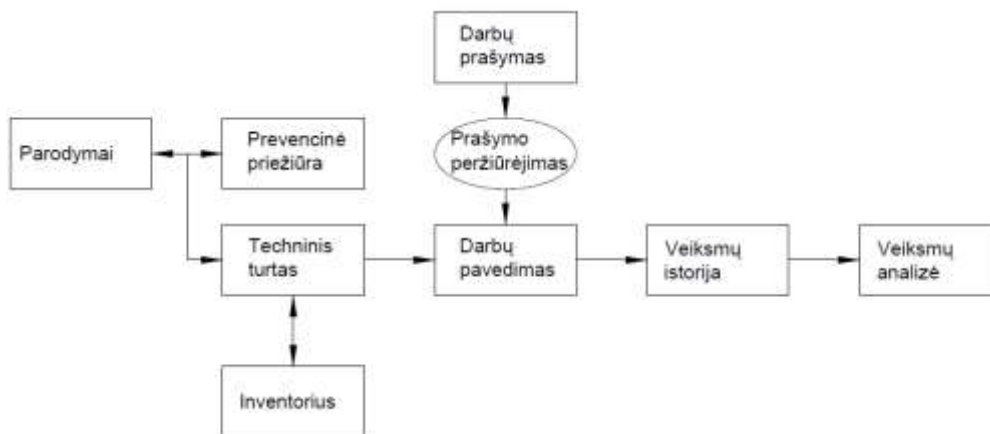 Darbų
prašymas
Parodymai
Prevencinė
priežiūra
Prašymo
peržiūrėjimas
Techninis
turtas
Darbų
pavedimas
Veiksmų
istorija
Veiksmų
analizė
Inventorius